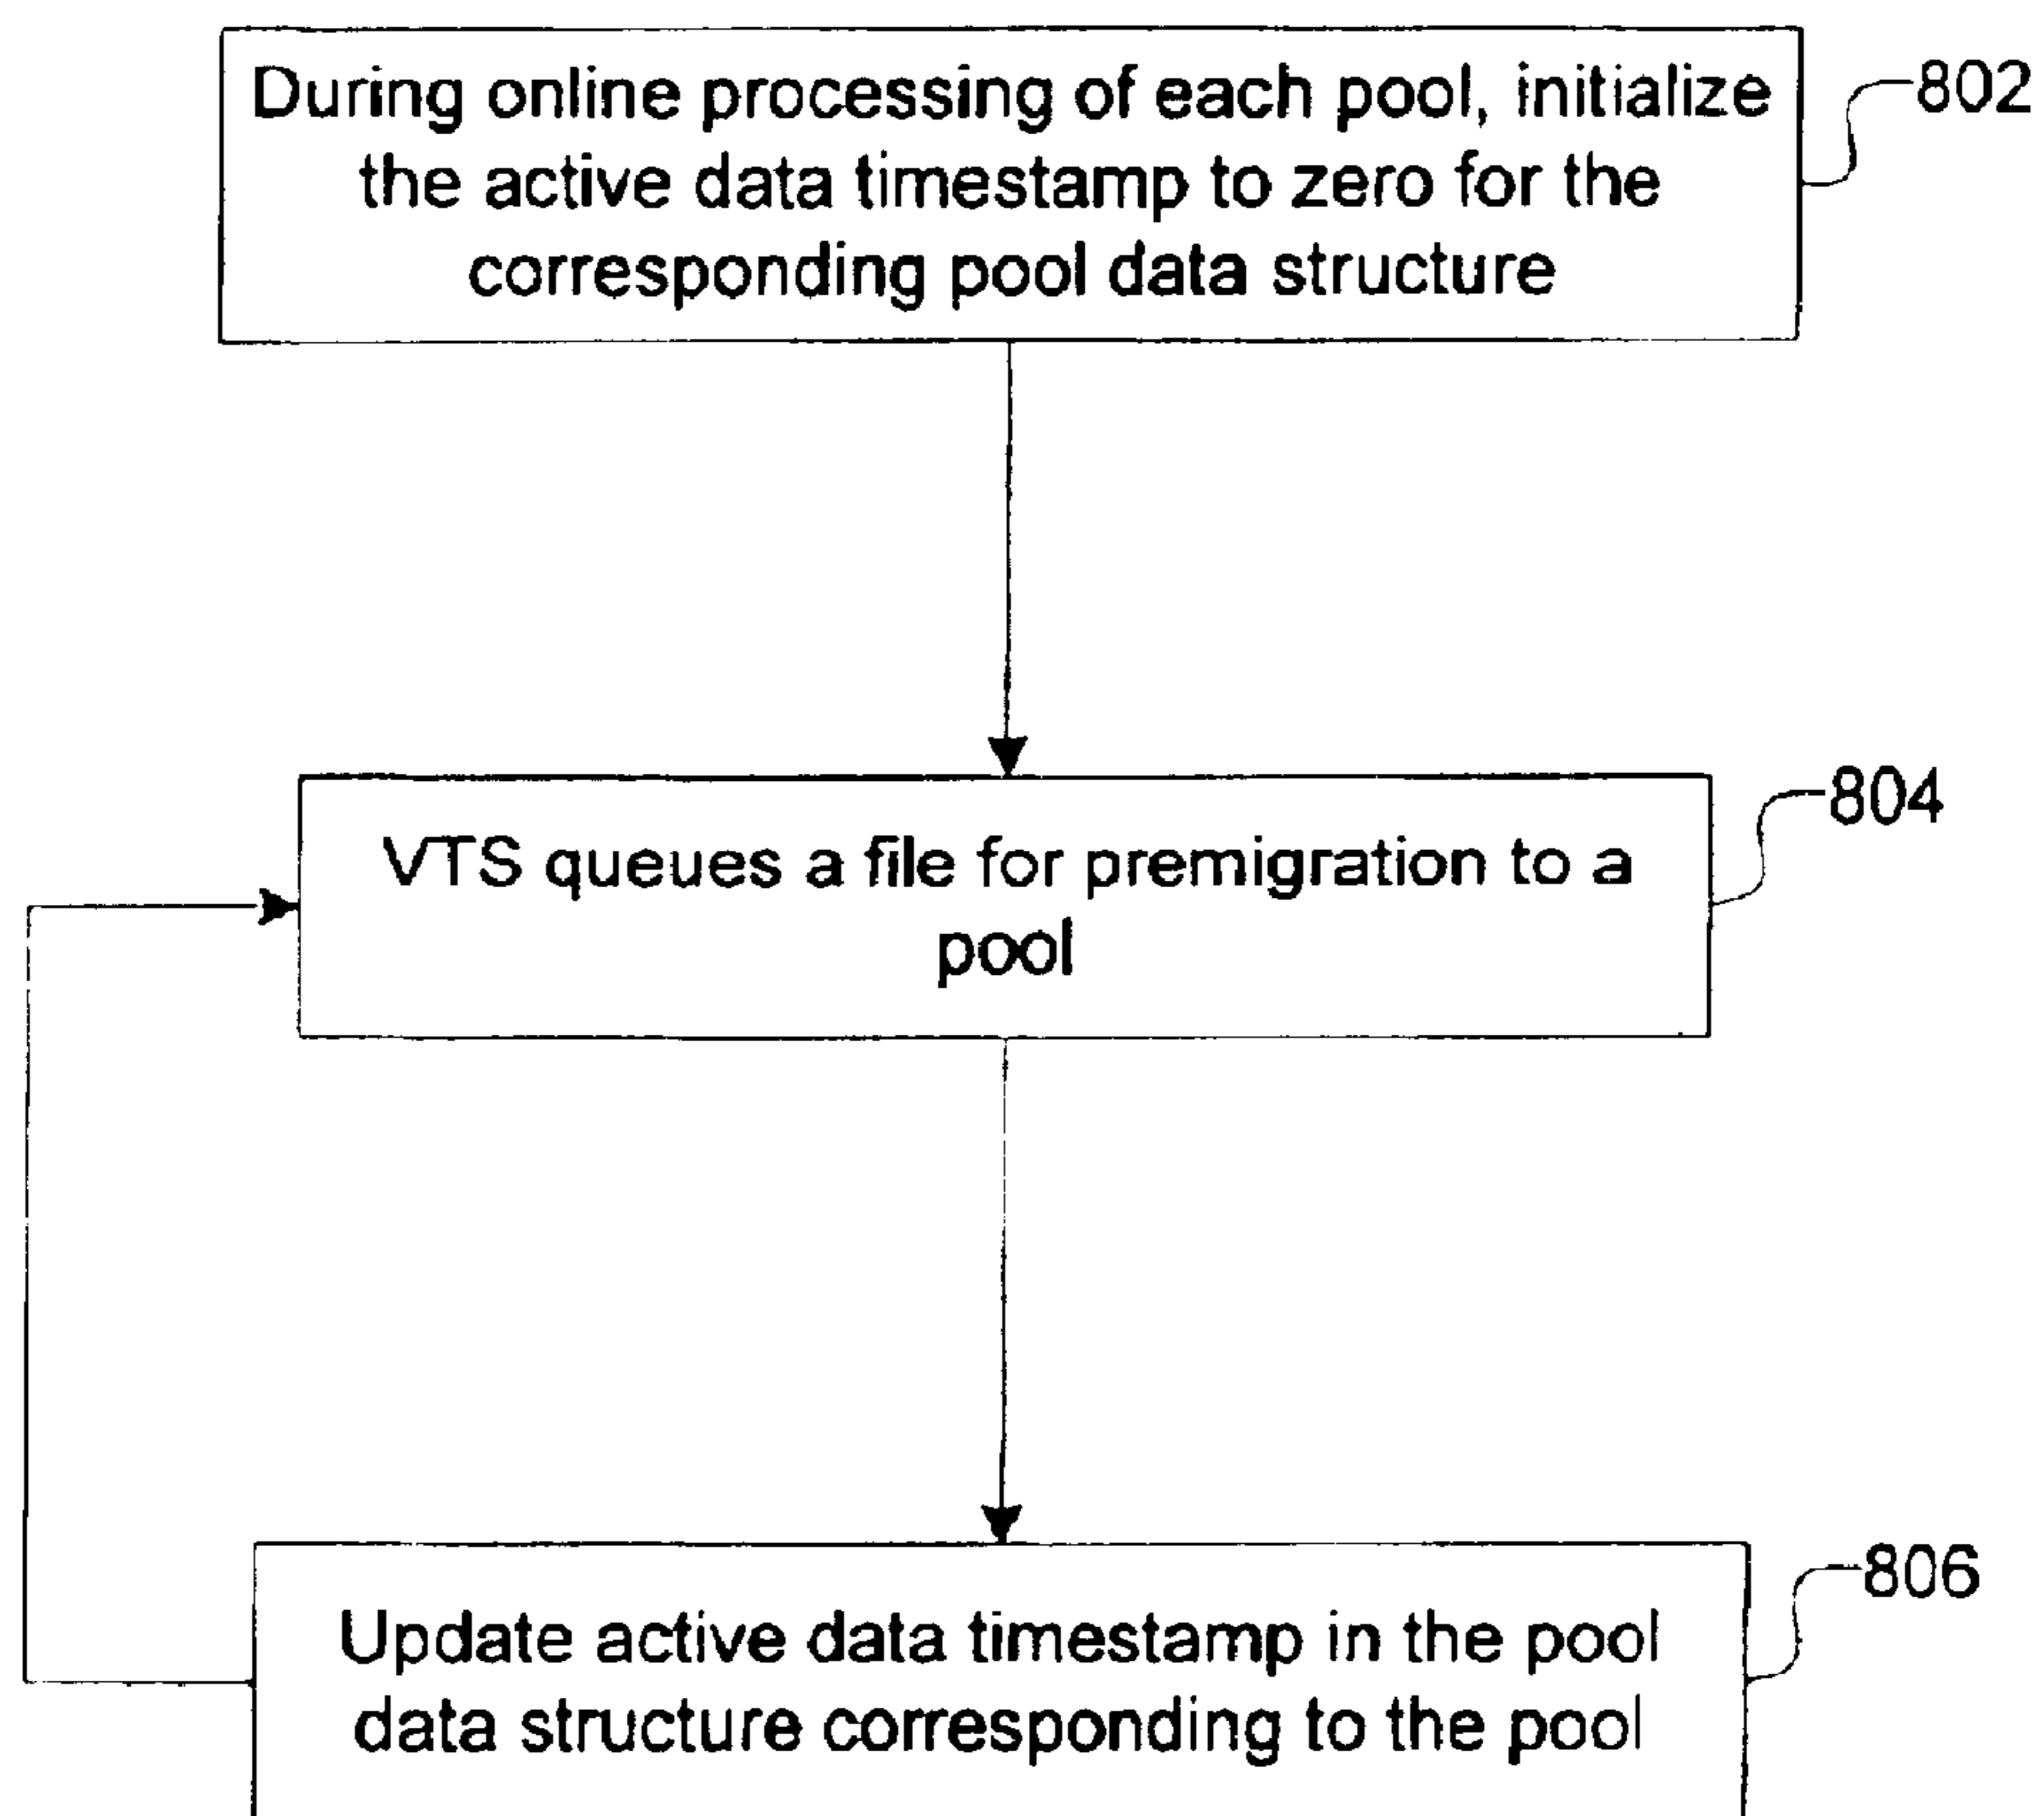 During online processing of each pool, initialize
the active data timestamp to zero for the
corresponding pool data structure
802
VTS queues a file for premigration to a
pool
804
Update active data timestamp in the pool
data structure corresponding to the pool
806